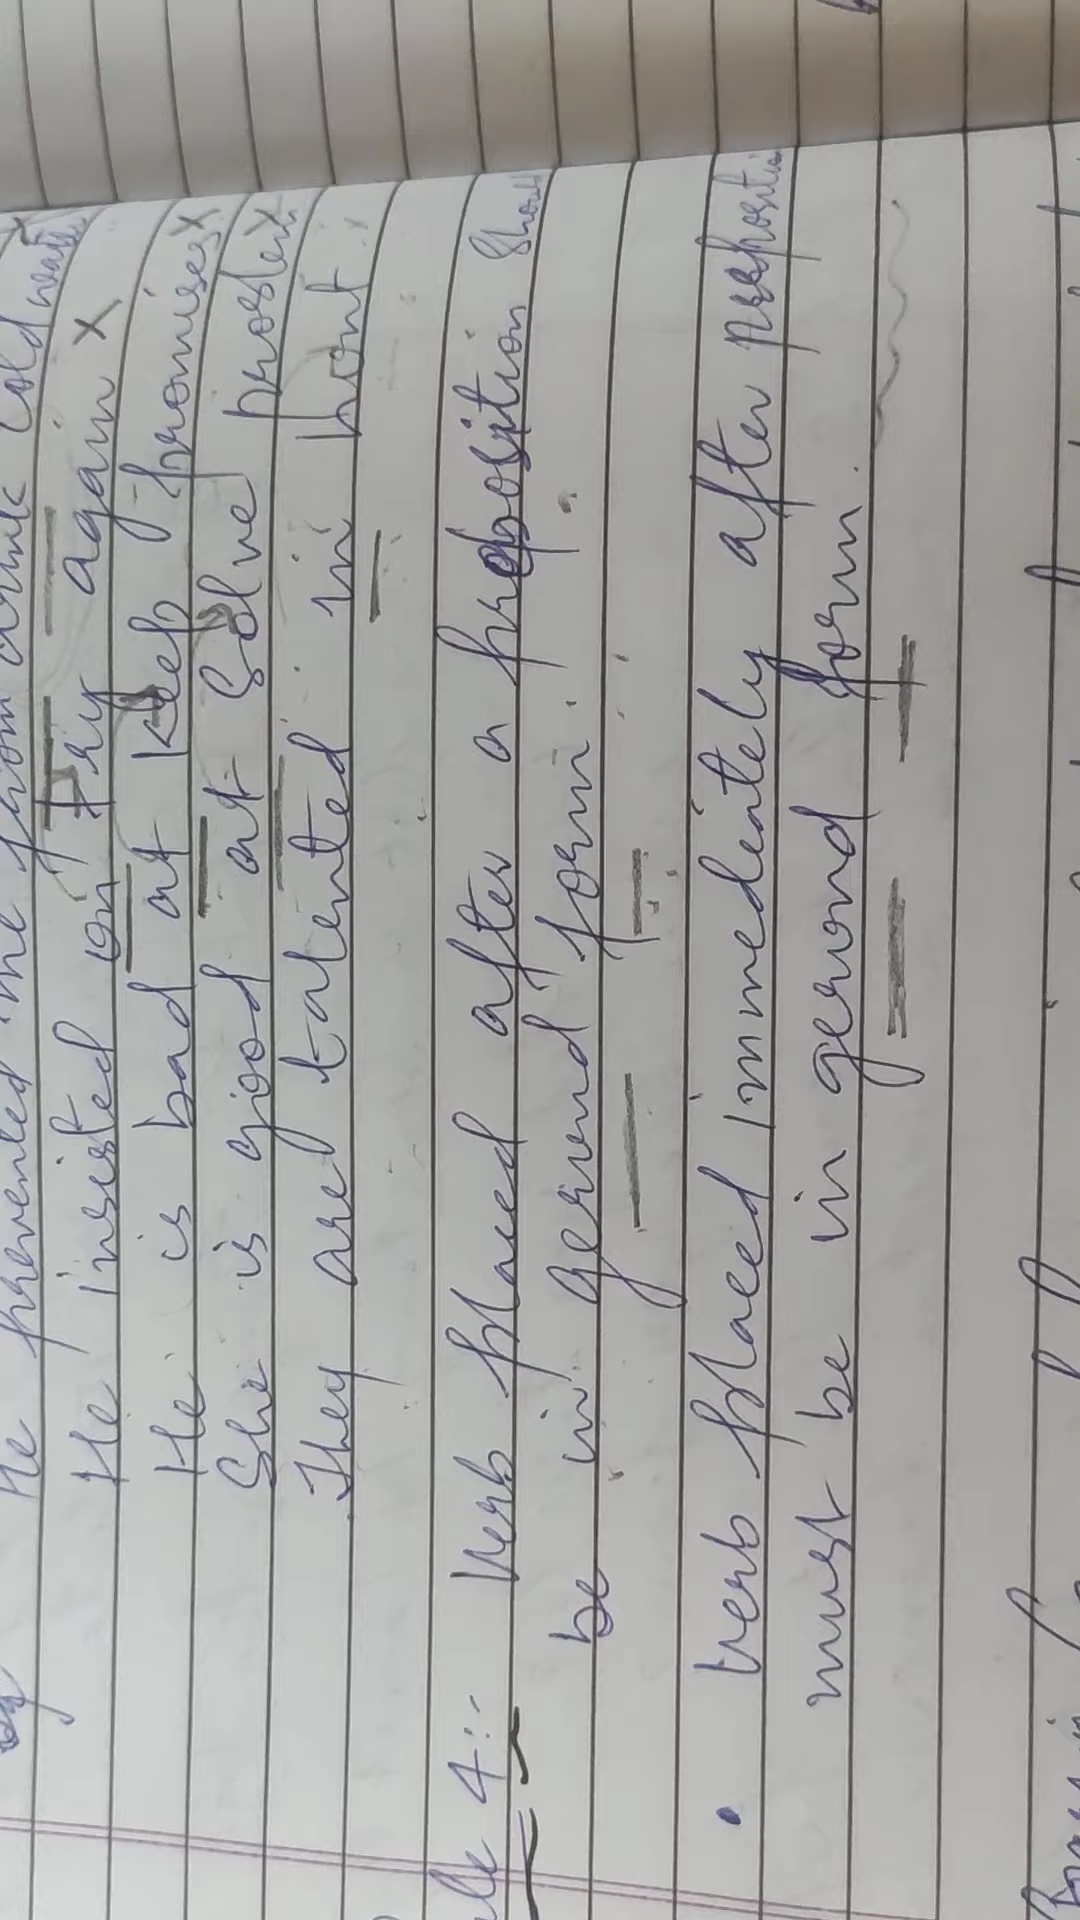 eg He prevented me from drink cold water x
He insisted on try again x
He is bad at keep promises x
She is good at solve problem x
They are talented in
Rule 4:- Verb placed after a preposition should
be in gerund form.
• verb placed immediately after preposition
must be in gerund form.